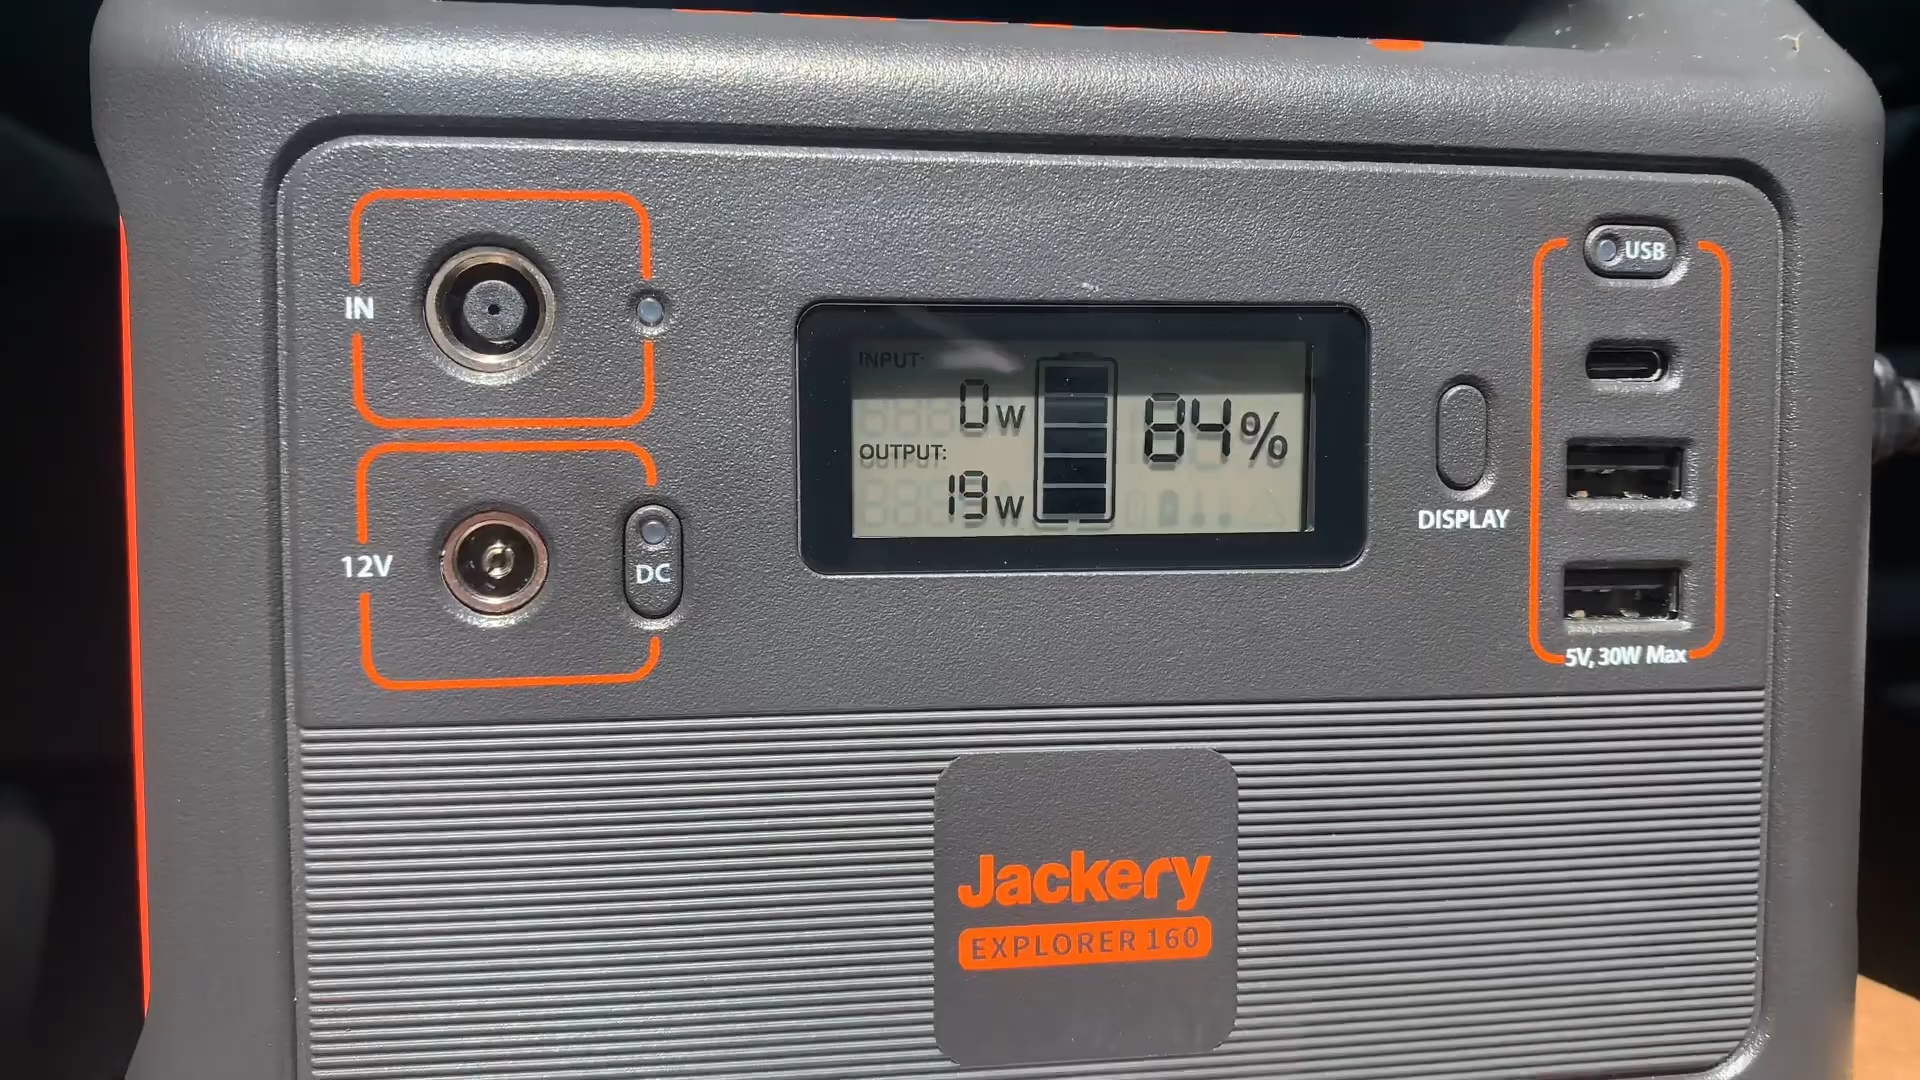 IN
12V
DC
INPUT:
0W
OUTPUT:
19W
84%
DISPLAY
USB
5V, 30W Max
Jackery
EXPLORER 160